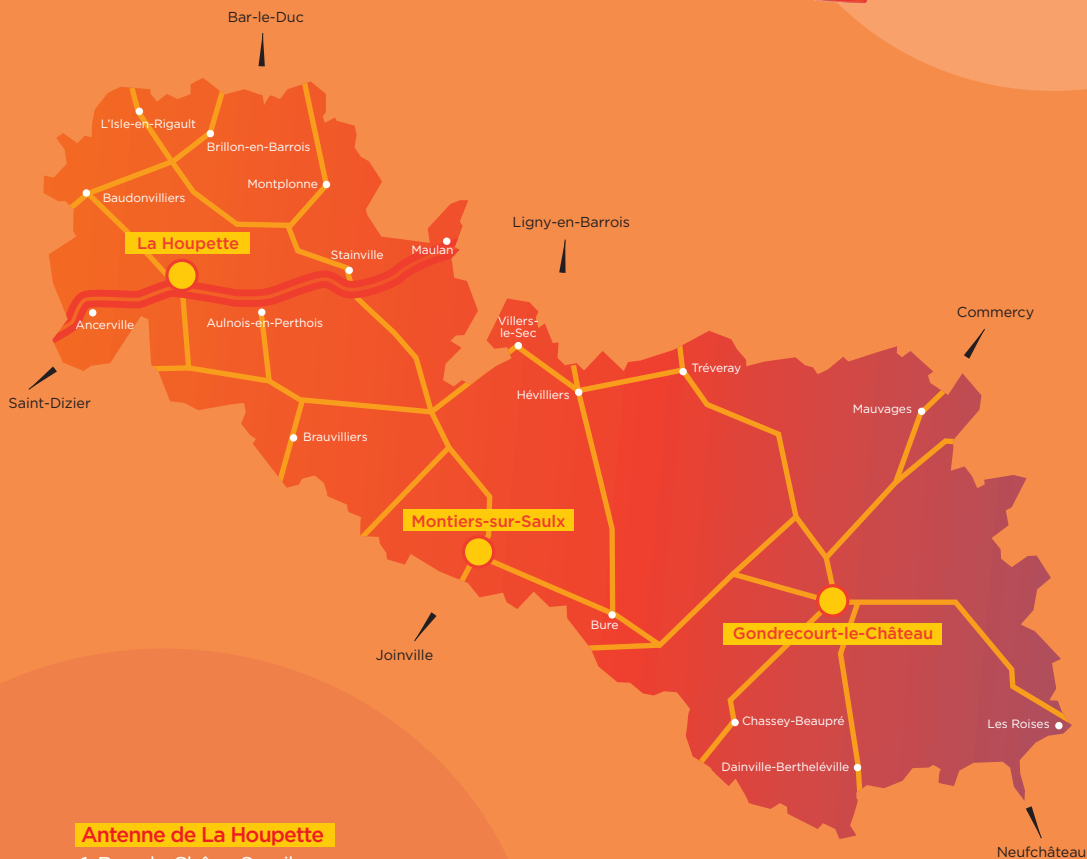 Bar-le-Duc
L'Isle-en-Rigault
Brillon-en-Barrois
Montplonne
Baudonvilliers
La Houpette
Stainville
Maulan
Ligny-en-Barrois
Ancerville
Aulnois-en-Perthois
Villers-
le-Sec
Commercy
Tréveray
Saint-Dizier
Hévilliers
Mauvages
Brauvilliers
Montiers-sur-Saulx
Bure
Gondrecourt-le-Château
Joinville
Chassey-Beaupré
Les Roises
Dainville-Bertheléville
Antenne de La Houpette
Neufchâteau